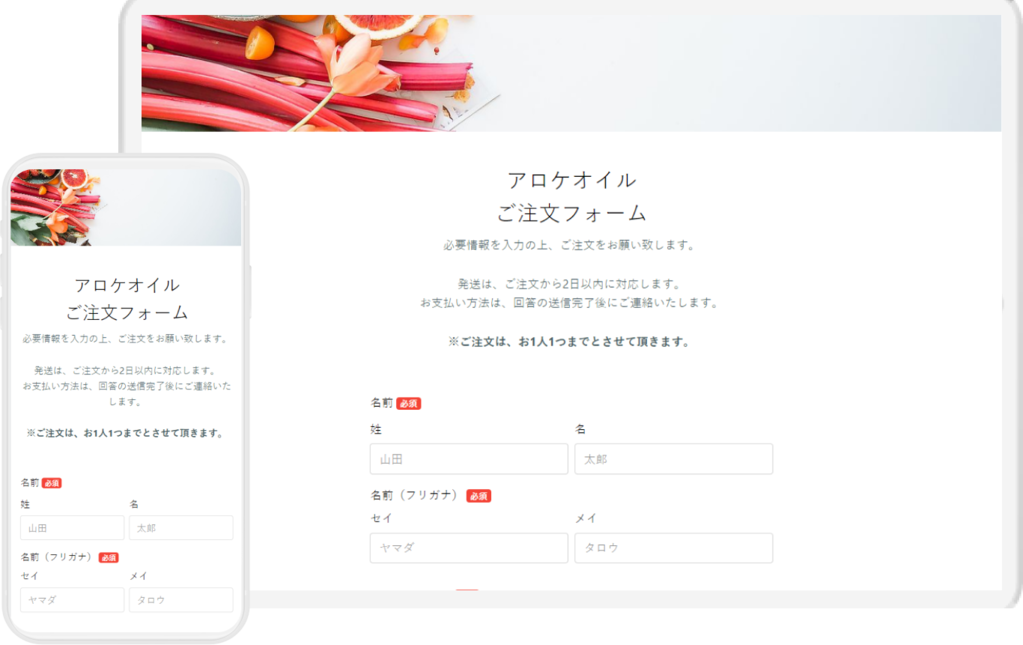 アロケオイル
ご注文フォーム
必要情報を入力の上、ご注文をお願い致します。
発送は、ご注文から2日以内に対応します。
お支払い方法は、回答の送信完了後にご連絡いたします。
※ご注文は、お1人1つまでとさせて頂きます。
名前 必須
姓 名
山田 太郎
名前（フリガナ） 必須
セイ メイ
ヤマダ タロウ
アロケオイル
ご注文フォーム
必要情報を入力の上、ご注文をお願い致します。
発送は、ご注文から2日以内に対応します。
お支払い方法は、回答の送信完了後にご連絡いた
します。
※ご注文は、お1人1つまでとさせて頂きます。
名前 必須
姓 名
山田 太郎
名前（フリガナ） 必須
セイ メイ
ヤマダ タロウ